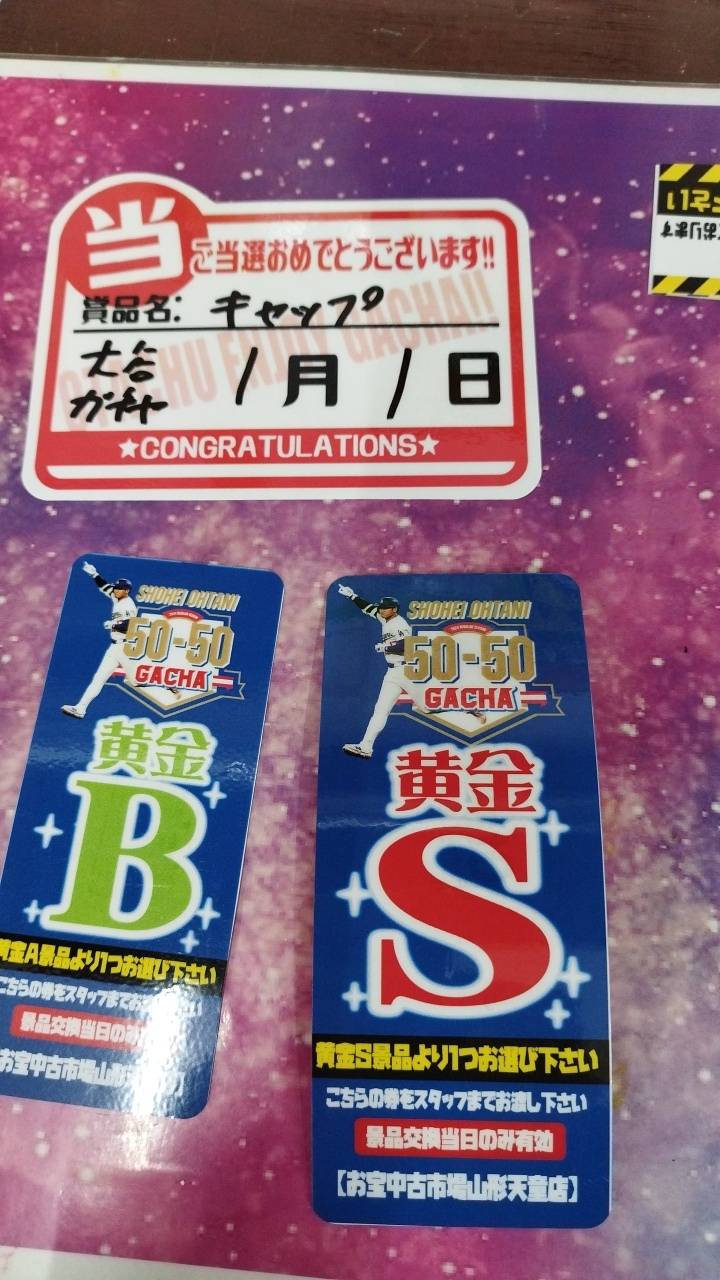 当
ご当選おめでとうございます!!
賞品名: キャップ
大谷
ガチャ
1月1日
★CONGRATULATIONS★
SHOHEI OHTANI
50-50
GACHA
黄金
B
黄金A景品より1つお選び下さい
こちらの券をスタッフまでお
景品交換当日のみ
お宝中古市場山形
SHOHEI OHTANI
50-50
GACHA
黄金
S
黄金S景品より1つお選び下さい
こちらの券をスタッフまでお渡し下さい
景品交換当日のみ有効
【お宝中古市場山形天童店】